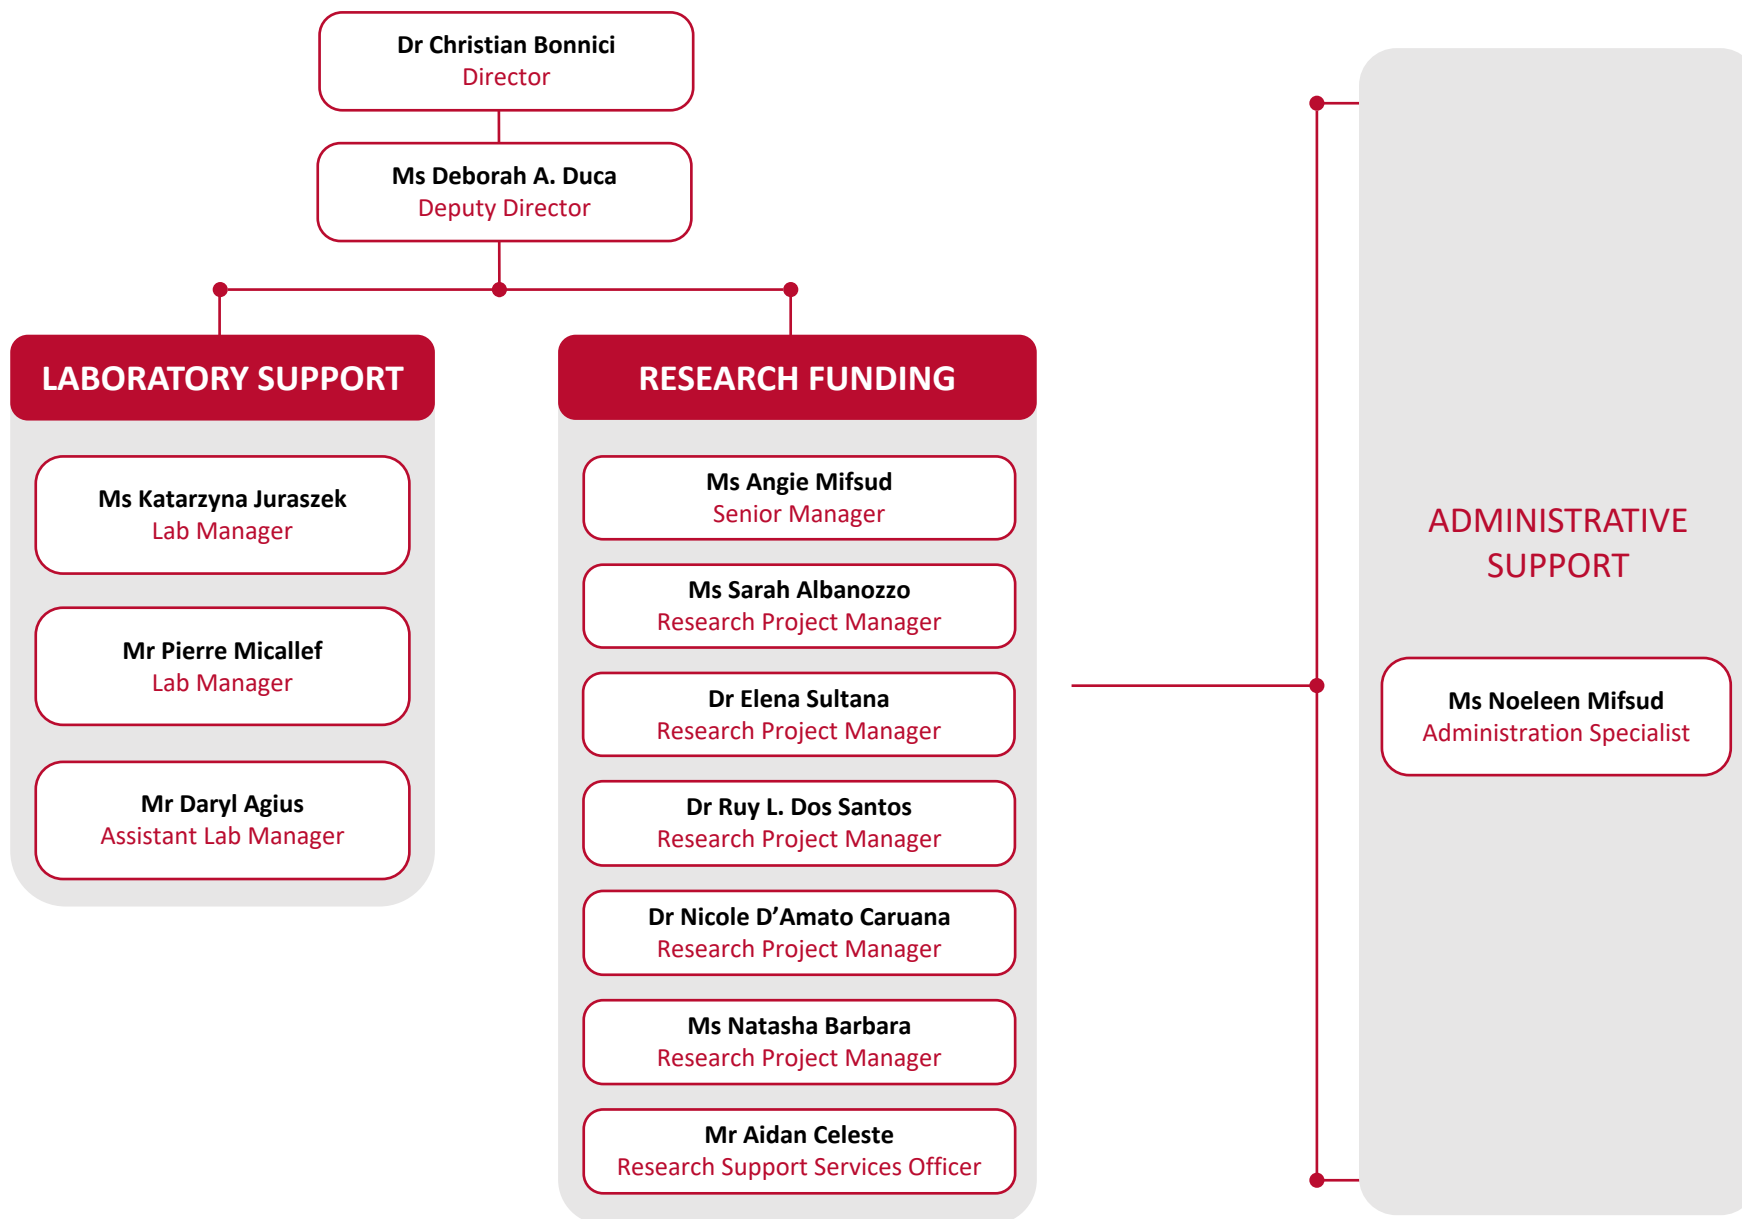 Dr Christian Bonnici
Director
Ms Deborah A. Duca
Deputy Director
LABORATORY SUPPORT
Ms Katarzyna Juraszek
Lab Manager
Mr Pierre Micallef
Lab Manager
Mr Daryl Agius
Assistant Lab Manager
RESEARCH FUNDING
Ms Angie Mifsud
Senior Manager
Ms Sarah Albanozzo
Research Project Manager
Dr Elena Sultana
Research Project Manager
Dr Ruy L. Dos Santos
Research Project Manager
Dr Nicole D’Amato Caruana
Research Project Manager
Ms Natasha Barbara
Research Project Manager
Mr Aidan Celeste
Research Support Services Officer
ADMINISTRATIVE
SUPPORT
Ms Noeleen Mifsud
Administration Specialist